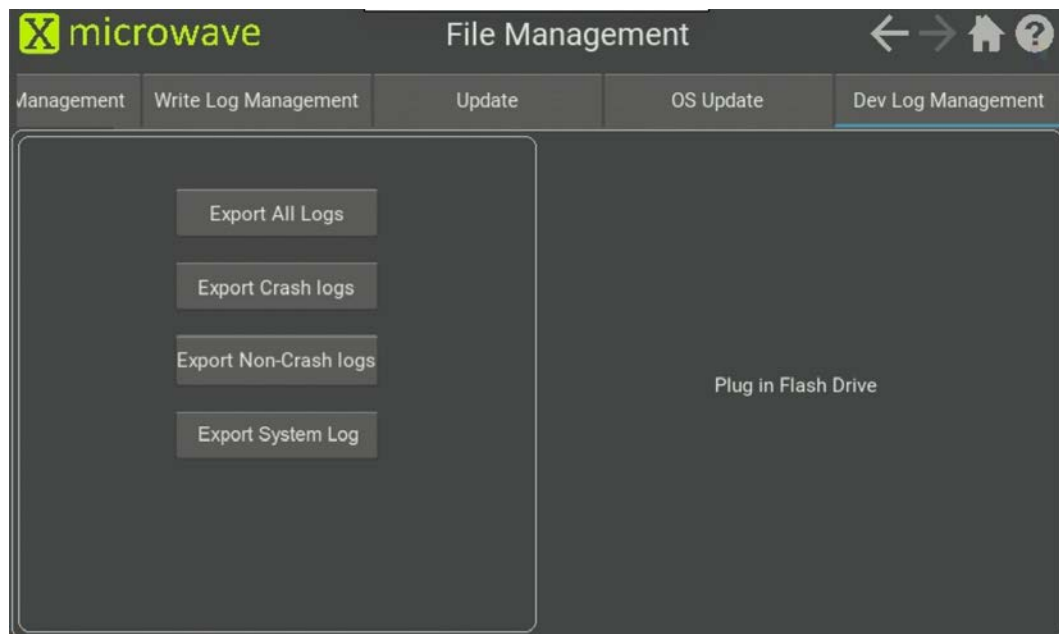 X microwave
File Management
?
Management
Write Log Management
Update
OS Update
Dev Log Management
Export All Logs
Export Crash logs
Export Non-Crash logs
Export System Log
Plug in Flash Drive